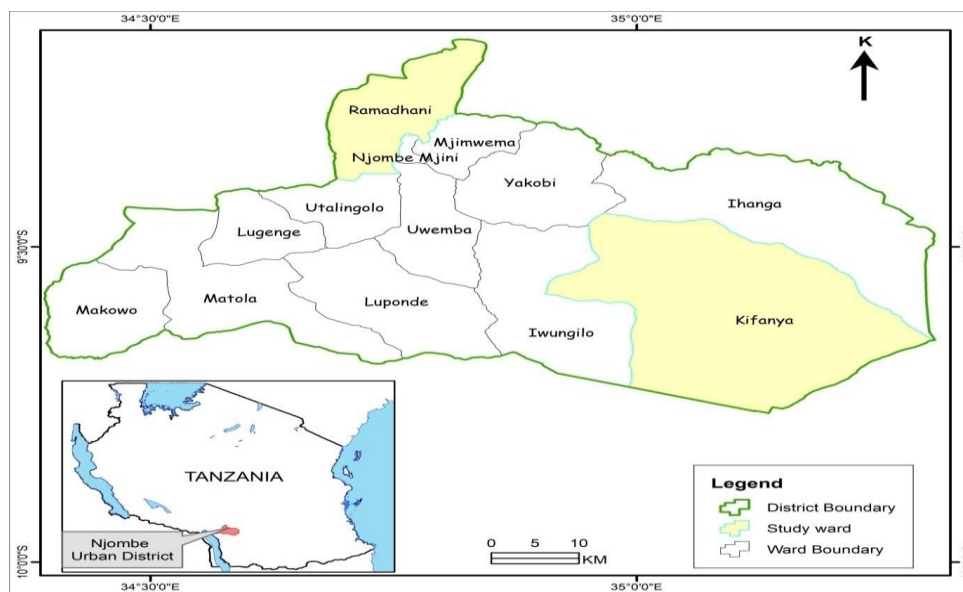 34°30'0"E 35°0'0"E
K
Ramadhani
Mjimwema
Njombe Mjini
Yakobi
Utalingolo
Ihanga
Lugenge
Uwemba
9°30'0"S
Makowo
Matola
Luponde
Kifanya
Iwungilo
TANZANIA
Njombe
Urban District
Legend
District Boundary
Study ward
Ward Boundary
0 5 10
KM
10°0'0"S
34°30'0"E 35°0'0"E